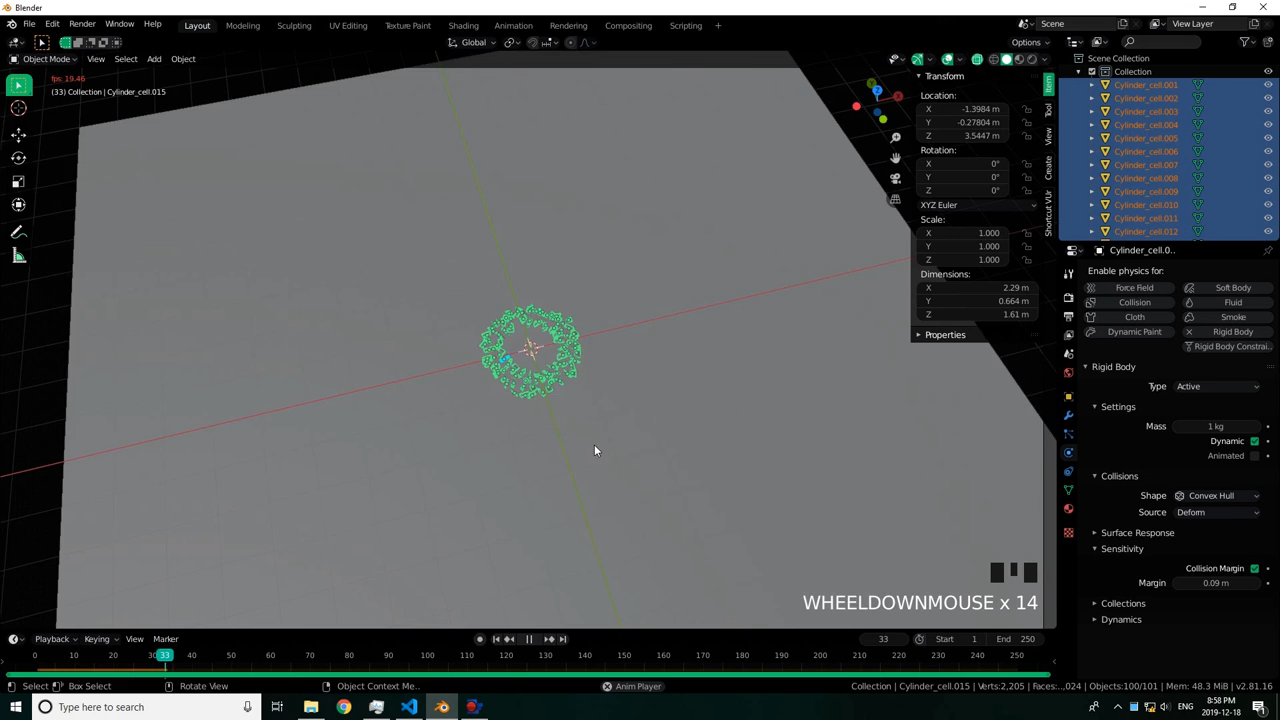 Blender
File Edit Render Window Help
Layout Modeling Sculpting UV Editing Texture Paint Shading Animation Rendering Compositing Scripting
Scene
View Layer
Global
Options
Object Mode View Select Add Object
fps: 19.46
(33) Collection | Cylinder_cell.015
Transform
Location:
X -1.3984 m
Y -0.27804 m
Z 3.5447 m
Rotation:
X 0°
Y 0°
Z 0°
XYZ Euler
Scale:
X 1.000
Y 1.000
Z 1.000
Dimensions:
X 2.29 m
Y 0.664 m
Z 1.61 m
Properties
Item
Tool
View
Create
Shortcut VUr
Scene Collection
Collection
Cylinder_cell.001
Cylinder_cell.002
Cylinder_cell.003
Cylinder_cell.004
Cylinder_cell.005
Cylinder_cell.006
Cylinder_cell.007
Cylinder_cell.008
Cylinder_cell.009
Cylinder_cell.010
Cylinder_cell.011
Cylinder_cell.012
Cylinder_cell.0..
Enable physics for:
Force Field Soft Body
Collision Fluid
Cloth Smoke
Dynamic Paint Rigid Body
Rigid Body Constrai..
Rigid Body
Type Active
Settings
Mass 1 kg
Dynamic
Animated
Collisions
Shape Convex Hull
Source Deform
Surface Response
Sensitivity
Collision Margin
Margin 0.09 m
Collections
Dynamics
WHEELDOWNMOUSE x 14
Playback Keying View Marker
33 Start 1 End 250
0 10 20 33 40 50 60 70 80 90 100 110 120 130 140 150 160 170 180 190 200 210 220 230 240 250
Select Box Select Rotate View Object Context Me.. Anim Player Collection | Cylinder_cell.015 | Verts:2,205 | Faces:..,024 | Objects:100/101 | Mem: 48.3 MiB | v2.81.16
Type here to search
ENG
8:58 PM
2019-12-18